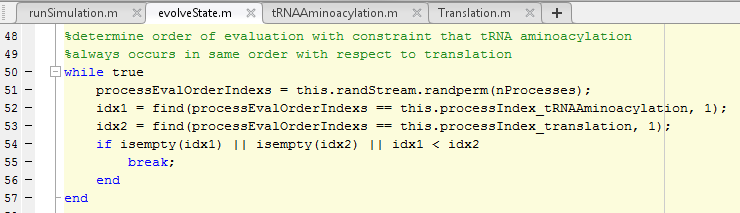 runSimulation.m × evolveState.m × tRNAAminoacylation.m × Translation.m × +
48 %determine order of evaluation with constraint that tRNA aminoacylation
49 %always occurs in same order with respect to translation
50 – while true
51 – processEvalOrderIndexs = this.randStream.randperm(nProcesses);
52 – idx1 = find(processEvalOrderIndexs == this.processIndex_tRNAAminoacylation, 1);
53 – idx2 = find(processEvalOrderIndexs == this.processIndex_translation, 1);
54 – if isempty(idx1) || isempty(idx2) || idx1 < idx2
55 – break;
56 – end
57 – end